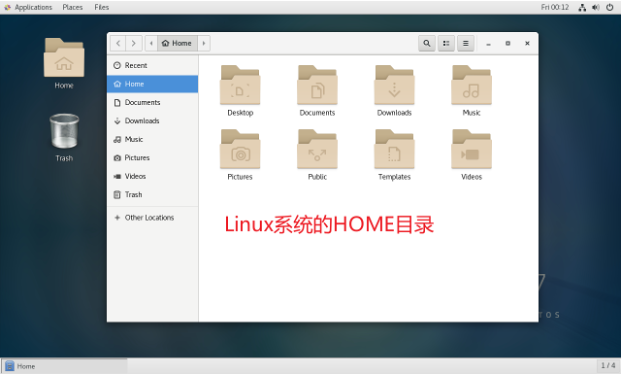 Applications Places Files Fri 00:12
Home
Home
Trash
Recent
Home
Documents
Downloads
Music
Pictures
Videos
Trash
Other Locations
Desktop Documents Downloads Music
Pictures Public Templates Videos
Linux系统的HOME目录
7
TOS
Home 1 / 4